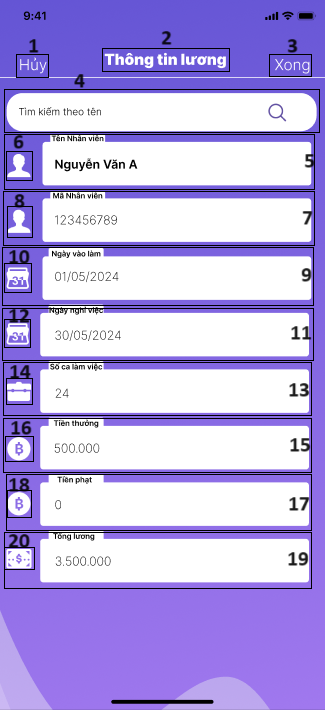 9:41
1 2 3
Hủy Thông tin lương Xong
4
Tìm kiếm theo tên
6 Tên Nhân viên
Nguyễn Văn A 5
8 Mã Nhân viên
123456789 7
10 Ngày vào làm
31 01/05/2024 9
12 Ngày nghỉ việc
31 30/05/2024 11
14 Số ca làm việc
24 13
16 Tiền thưởng
฿ 500.000 15
18 Tiền phạt
฿ 0 17
20 Tổng lương
$ 3.500.000 19